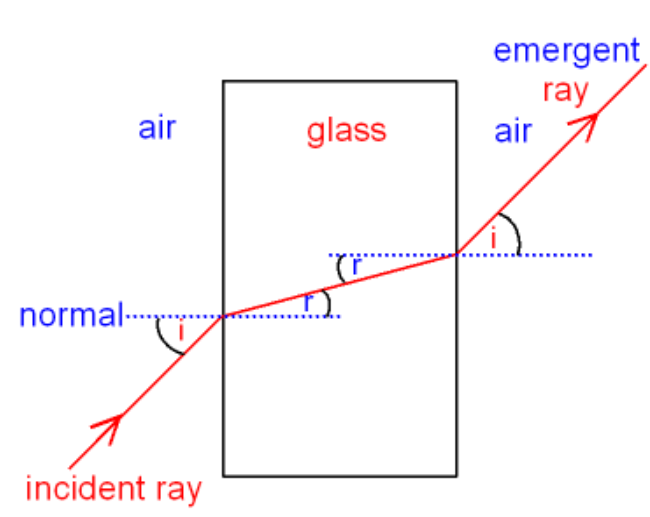 emergent
ray
air
glass
air
i
r
r
normal
i
incident ray